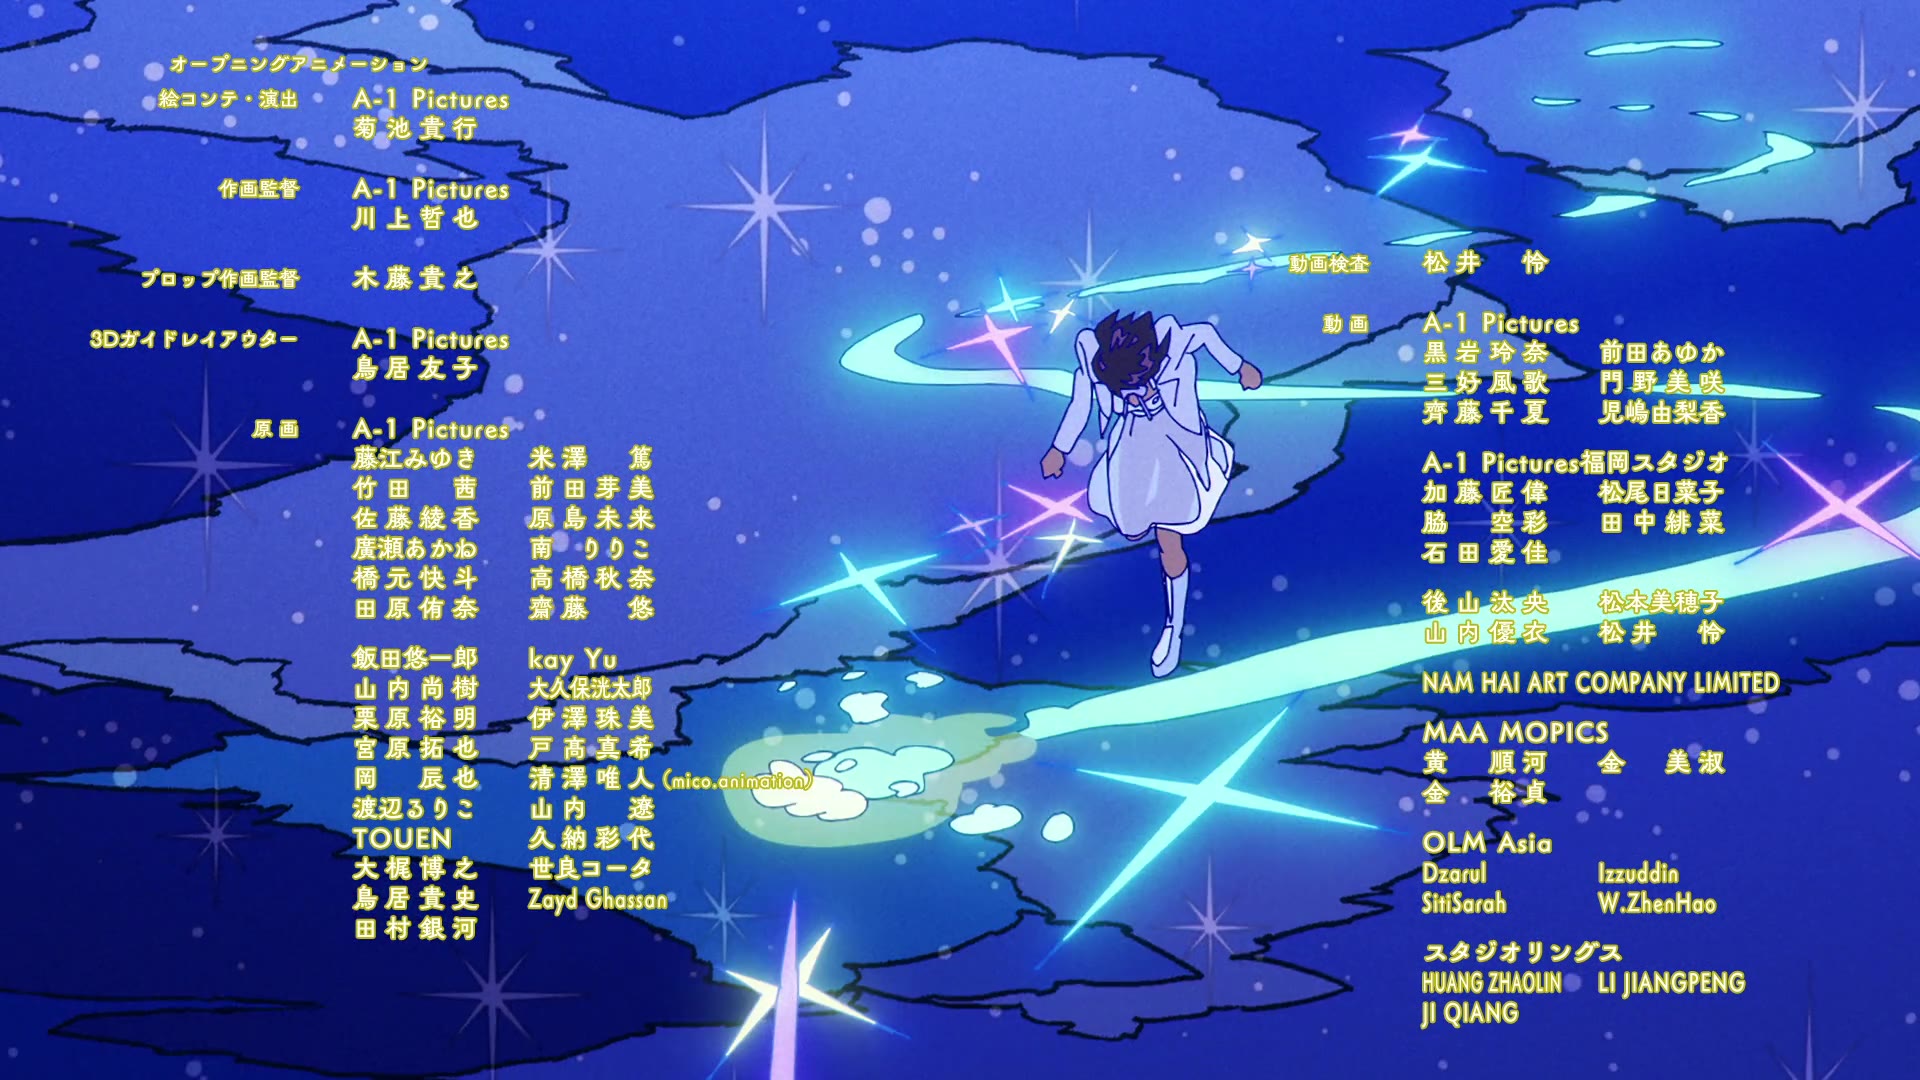 オープニングアニメーション
絵コンテ・演出 A-1 Pictures
菊池貴行
作画監督 A-1 Pictures
川上哲也
プロップ作画監督 木藤貴之
3Dガイドレイアウター A-1 Pictures
鳥居友子
原画 A-1 Pictures
藤江みゆき 米澤 篤
竹田 茜 前田芽美
佐藤綾香 原島未来
廣瀬あかね 南 りりこ
橋元快斗 高橋秋奈
田原侑奈 齋藤 悠
飯田悠一郎 kay Yu
山内尚樹 大久保洸太郎
栗原裕明 伊澤珠美
宮原拓也 戸髙真希
岡 辰也 清澤唯人(mico.animation)
渡辺るりこ 山内 遼
TOUEN 久納彩代
大梶博之 世良コータ
鳥居貴史 Zayd Ghassan
田村銀河
動画検査 松井 怜
動画 A-1 Pictures
黒岩玲奈 前田あゆか
三好風歌 門野美咲
齊藤千夏 児嶋由梨香
A-1 Pictures福岡スタジオ
加藤匠偉 松尾日菜子
脇 空彩 田中緋菜
石田愛佳
後山汰央 松本美穂子
山内優衣 松井 怜
NAM HAI ART COMPANY LIMITED
MAA MOPICS
黄 順河 金 美淑
金 裕貞
OLM Asia
Dzarul Izzuddin
SitiSarah W.ZhenHao
スタジオリングス
HUANG ZHAOLIN LI JIANGPENG
JI QIANG